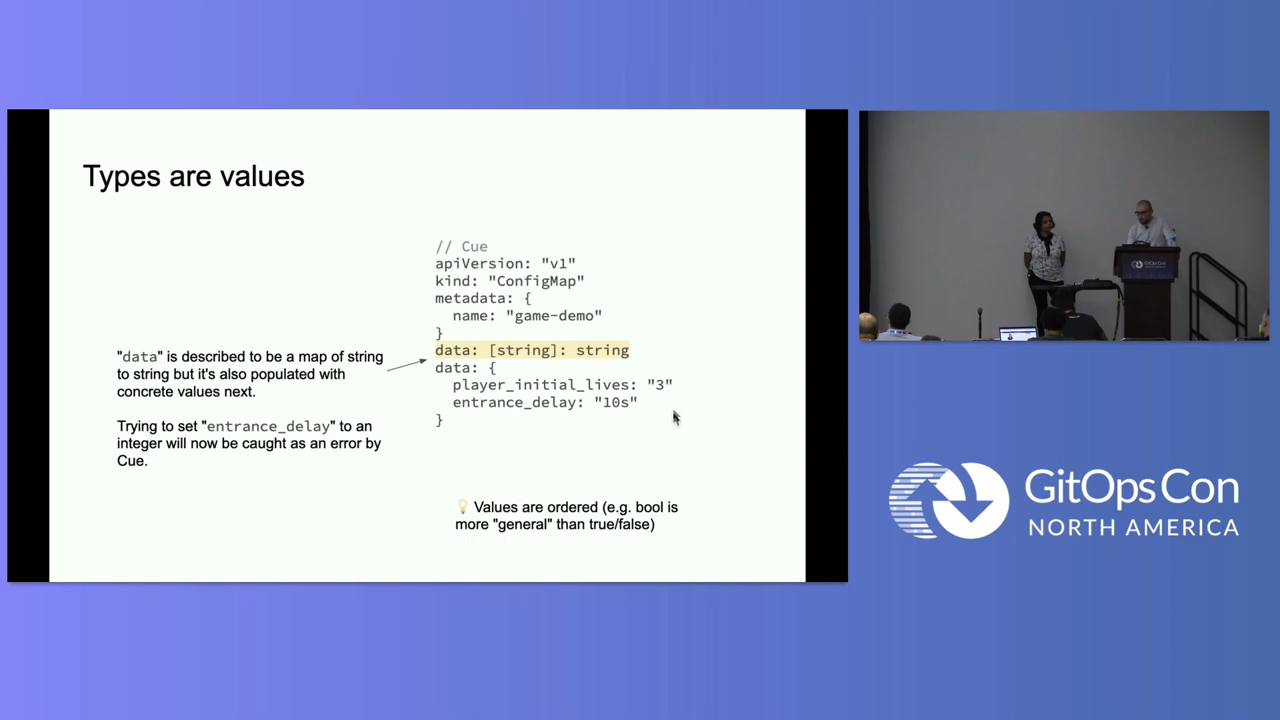 Types are values
// Cue
apiVersion: "v1"
kind: "ConfigMap"
metadata: {
name: "game-demo"
}
data: [string]: string
data: {
player_initial_lives: "3"
entrance_delay: "10s"
}
"data" is described to be a map of string
to string but it's also populated with
concrete values next.
Trying to set "entrance_delay" to an
integer will now be caught as an error by
Cue.
💡 Values are ordered (e.g. bool is
more "general" than true/false)
GitOpsCon
GitOpsCon
NORTH AMERICA